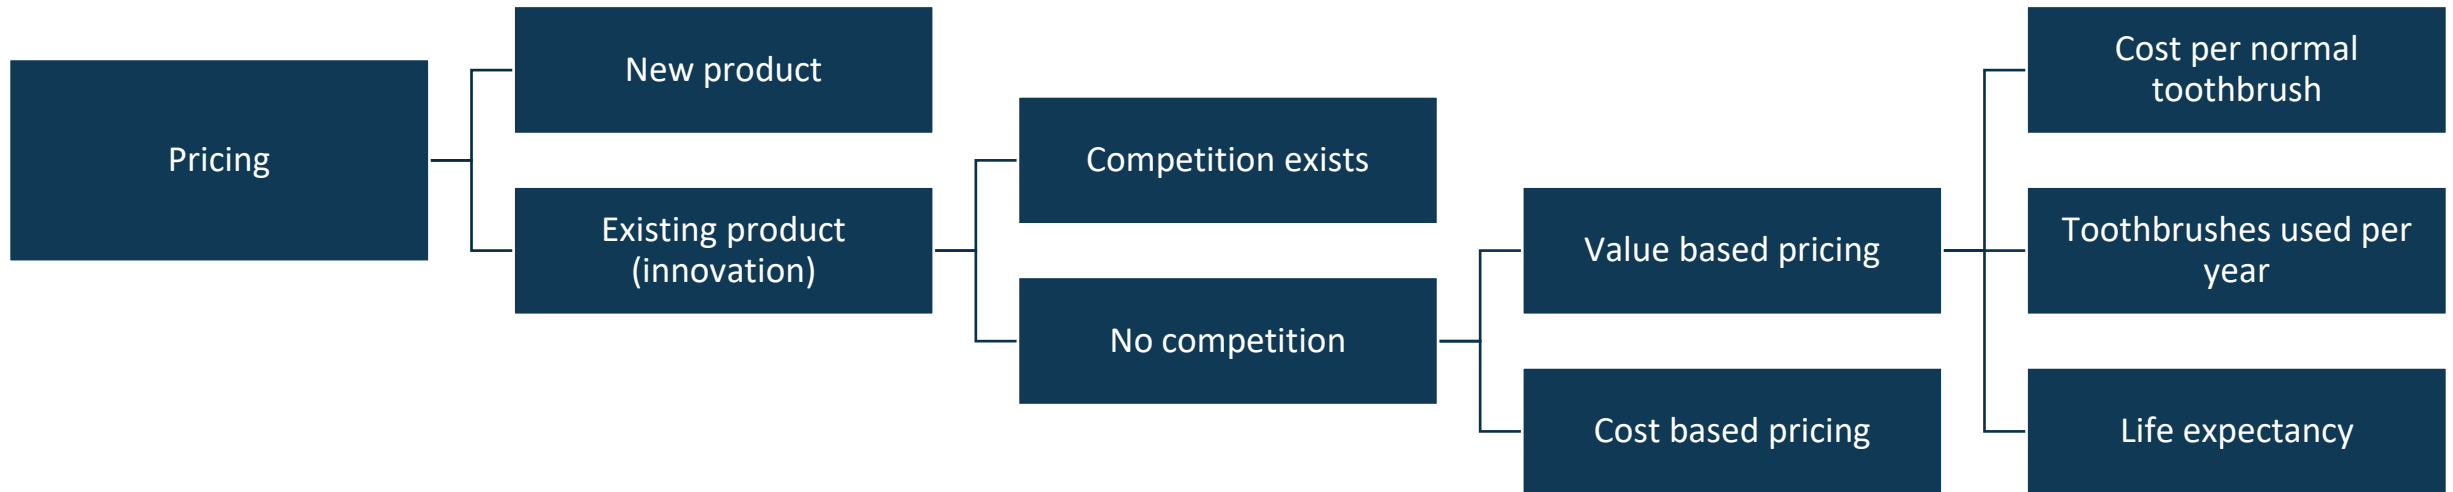 Pricing
New product
Existing product
(innovation)
Competition exists
No competition
Value based pricing
Cost based pricing
Cost per normal
toothbrush
Toothbrushes used per
year
Life expectancy